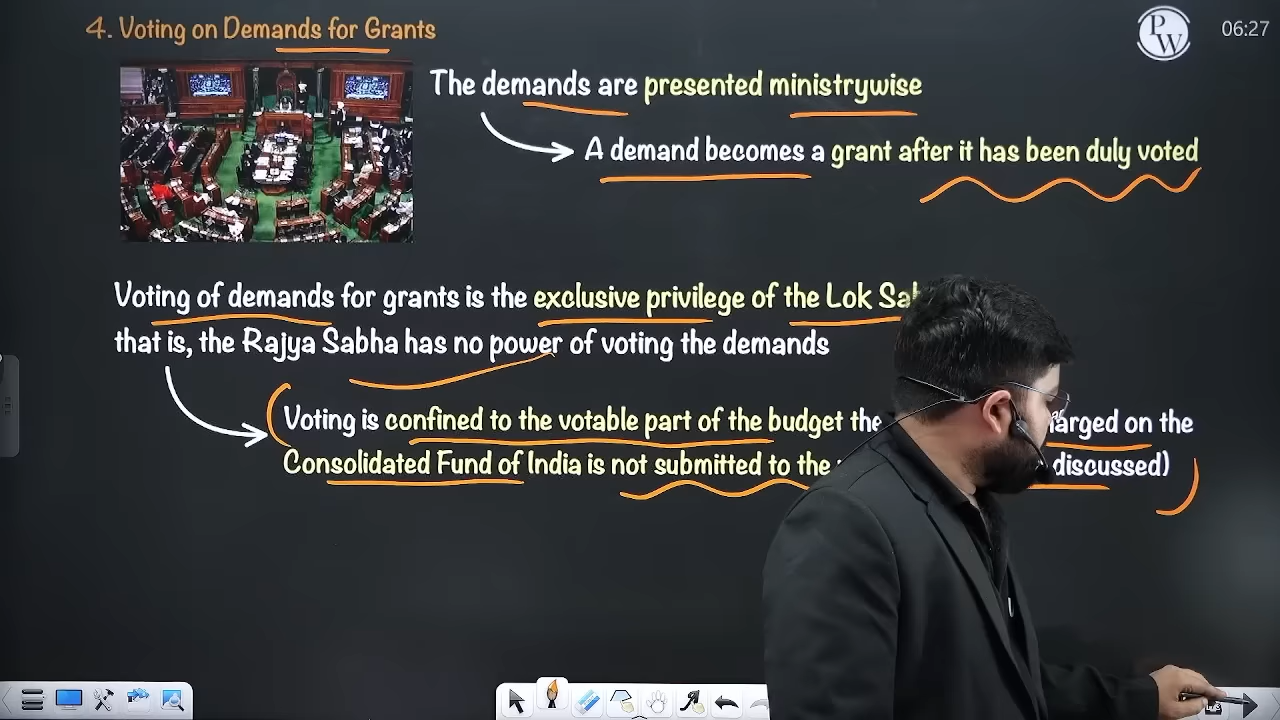 4. Voting on Demands for Grants
PW
06:27
The demands are presented ministrywise
A demand becomes a grant after it has been duly voted
Voting of demands for grants is the exclusive privilege of the Lok
that is, the Rajya Sabha has no power of voting the demands
Voting is confined to the votable part of the budget on the
Consolidated Fund of India is not submitted to the discussed)